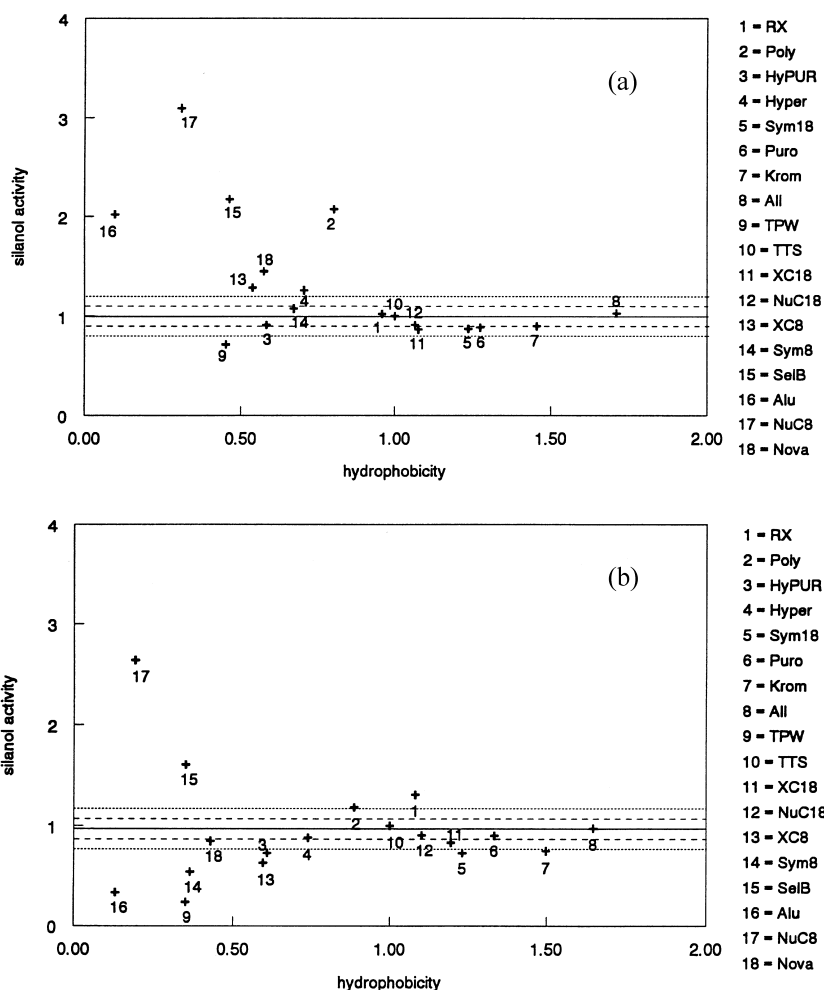 4
3
2
1
0
0.00
0.50
1.00
1.50
2.00
silanol activity
hydrophobicity
(a)
17
16
15
2
18
13
4
14
3
9
10
1
12
11
5
6
7
8
1 = RX
2 = Poly
3 = HyPUR
4 = Hyper
5 = Sym18
6 = Puro
7 = Krom
8 = All
9 = TPW
10 = TTS
11 = XC18
12 = NuC18
13 = XC8
14 = Sym8
15 = SelB
16 = Alu
17 = NuC8
18 = Nova
4
3
2
1
0
0.00
0.50
1.00
1.50
2.00
silanol activity
hydrophobicity
(b)
17
15
1
2
18
3
4
10
12
11
6
8
5
7
13
14
16
9
1 = RX
2 = Poly
3 = HyPUR
4 = Hyper
5 = Sym18
6 = Puro
7 = Krom
8 = All
9 = TPW
10 = TTS
11 = XC18
12 = NuC18
13 = XC8
14 = Sym8
15 = SelB
16 = Alu
17 = NuC8
18 = Nova